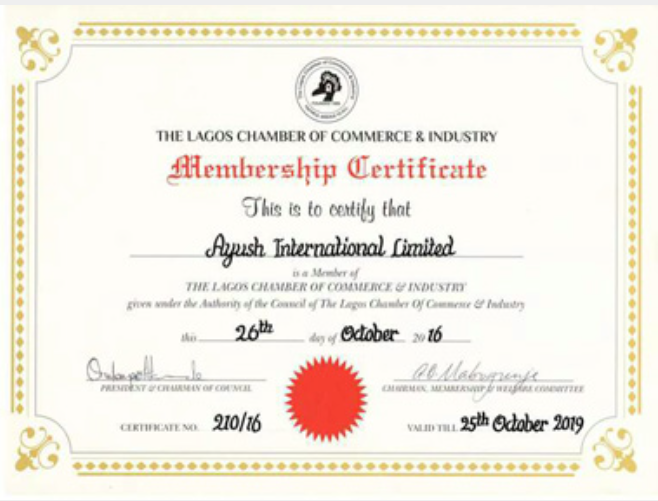 THE LAGOS CHAMBER OF COMMERCE & INDUSTRY
Membership Certificate
This is to certify that
Ayush International Limited
is a Member of
THE LAGOS CHAMBER OF COMMERCE & INDUSTRY
given under the Authority of the Council of The Lagos Chamber Of Commerce & Industry
this 26th day of October 2016
PRESIDENT & CHAIRMAN OF COUNCIL
CHAIRMAN, MEMBERSHIP & WELFARE COMMITTEE
CERTIFICATE NO. 210/16
VALID TILL 25th October 2019